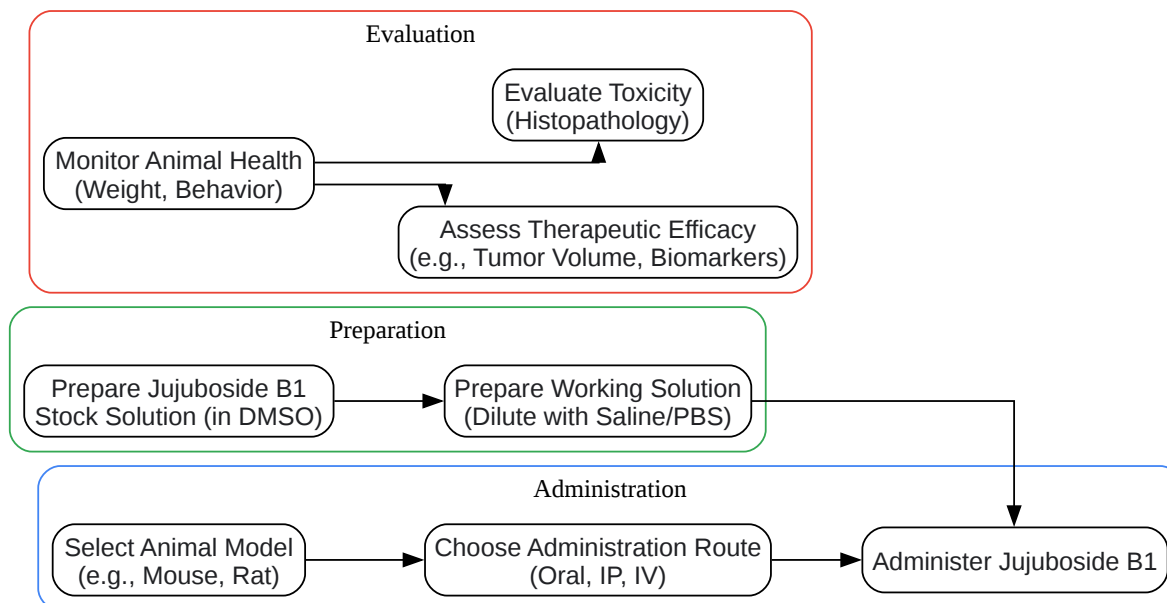 Evaluation
Evaluate Toxicity
(Histopathology)
Monitor Animal Health
(Weight, Behavior)
Assess Therapeutic Efficacy
(e.g., Tumor Volume, Biomarkers)
Preparation
Prepare Jujuboside B1
Stock Solution (in DMSO)
Prepare Working Solution
(Dilute with Saline/PBS)
Administration
Select Animal Model
(e.g., Mouse, Rat)
Choose Administration Route
(Oral, IP, IV)
Administer Jujuboside B1